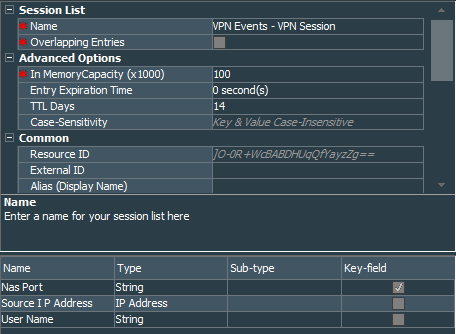 Session List
Name VPN Events - VPN Session
Overlapping Entries
Advanced Options
In MemoryCapacity (x1000) 100
Entry Expiration Time 0 second(s)
TTL Days 14
Case-Sensitivity Key & Value Case-Insensitive
Common
Resource ID ]O-0R+WcBABDHUqQfYayzZg==
External ID
Alias (Display Name)
Name
Enter a name for your session list here
Name Type Sub-type Key-field
Nas Port String
Source I P Address IP Address
User Name String